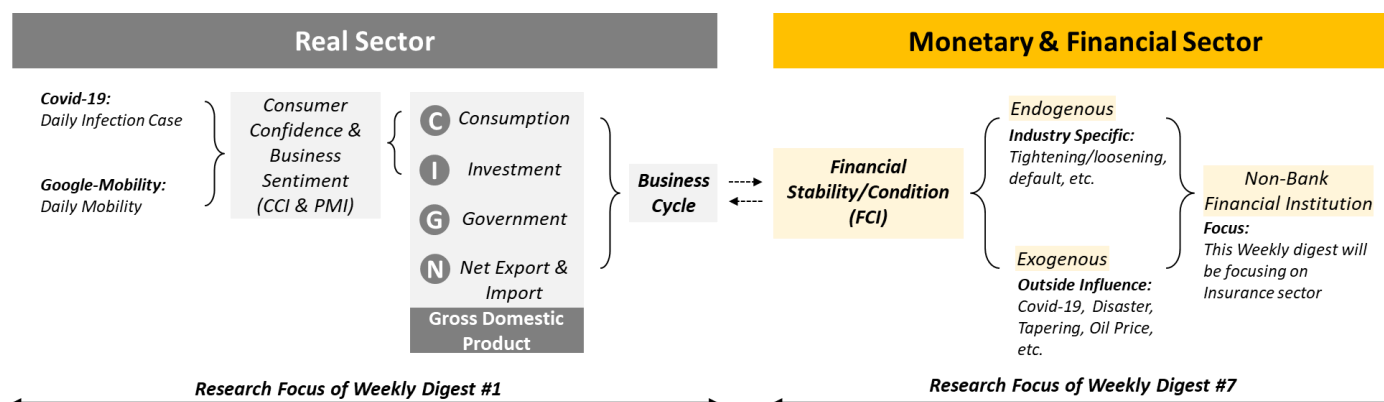 Real Sector
Monetary & Financial Sector
Covid-19:
Daily Infection Case
Google-Mobility:
Daily Mobility
Consumer
Confidence &
Business
Sentiment
(CCI & PMI)
C Consumption
I Investment
G Government
N Net Export &
Import
Gross Domestic
Product
Business
Cycle
Financial
Stability/Condition
(FCI)
Endogenous
Industry Specific:
Tightening/loosening,
default, etc.
Exogenous
Outside Influence:
Covid-19, Disaster,
Tapering, Oil Price,
etc.
Non-Bank
Financial Institution
Focus:
This Weekly digest will
be focusing on
Insurance sector
Research Focus of Weekly Digest #1
Research Focus of Weekly Digest #7